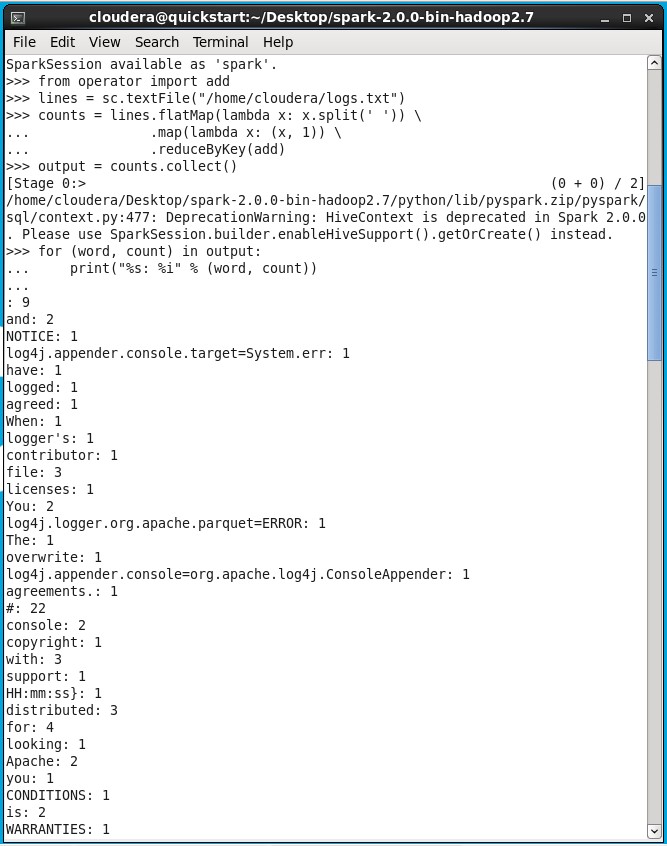 cloudera@quickstart:~/Desktop/spark-2.0.0-bin-hadoop2.7
File Edit View Search Terminal Help
SparkSession available as 'spark'.
>>> from operator import add
>>> lines = sc.textFile("/home/cloudera/logs.txt")
>>> counts = lines.flatMap(lambda x: x.split(' ')) \
...               .map(lambda x: (x, 1)) \
...               .reduceByKey(add)
>>> output = counts.collect()
[Stage 0:>                                                          (0 + 0) / 2]
/home/cloudera/Desktop/spark-2.0.0-bin-hadoop2.7/python/lib/pyspark.zip/pyspark/
sql/context.py:477: DeprecationWarning: HiveContext is deprecated in Spark 2.0.0
. Please use SparkSession.builder.enableHiveSupport().getOrCreate() instead.
>>> for (word, count) in output:
...     print("%s: %i" % (word, count))
...
: 9
and: 2
NOTICE: 1
log4j.appender.console.target=System.err: 1
have: 1
logged: 1
agreed: 1
When: 1
logger's: 1
contributor: 1
file: 3
licenses: 1
You: 2
log4j.logger.org.apache.parquet=ERROR: 1
The: 1
overwrite: 1
log4j.appender.console=org.apache.log4j.ConsoleAppender: 1
agreements.: 1
#: 22
console: 2
copyright: 1
with: 3
support: 1
HH:mm:ss}: 1
distributed: 3
for: 4
looking: 1
Apache: 2
you: 1
CONDITIONS: 1
is: 2
WARRANTIES: 1